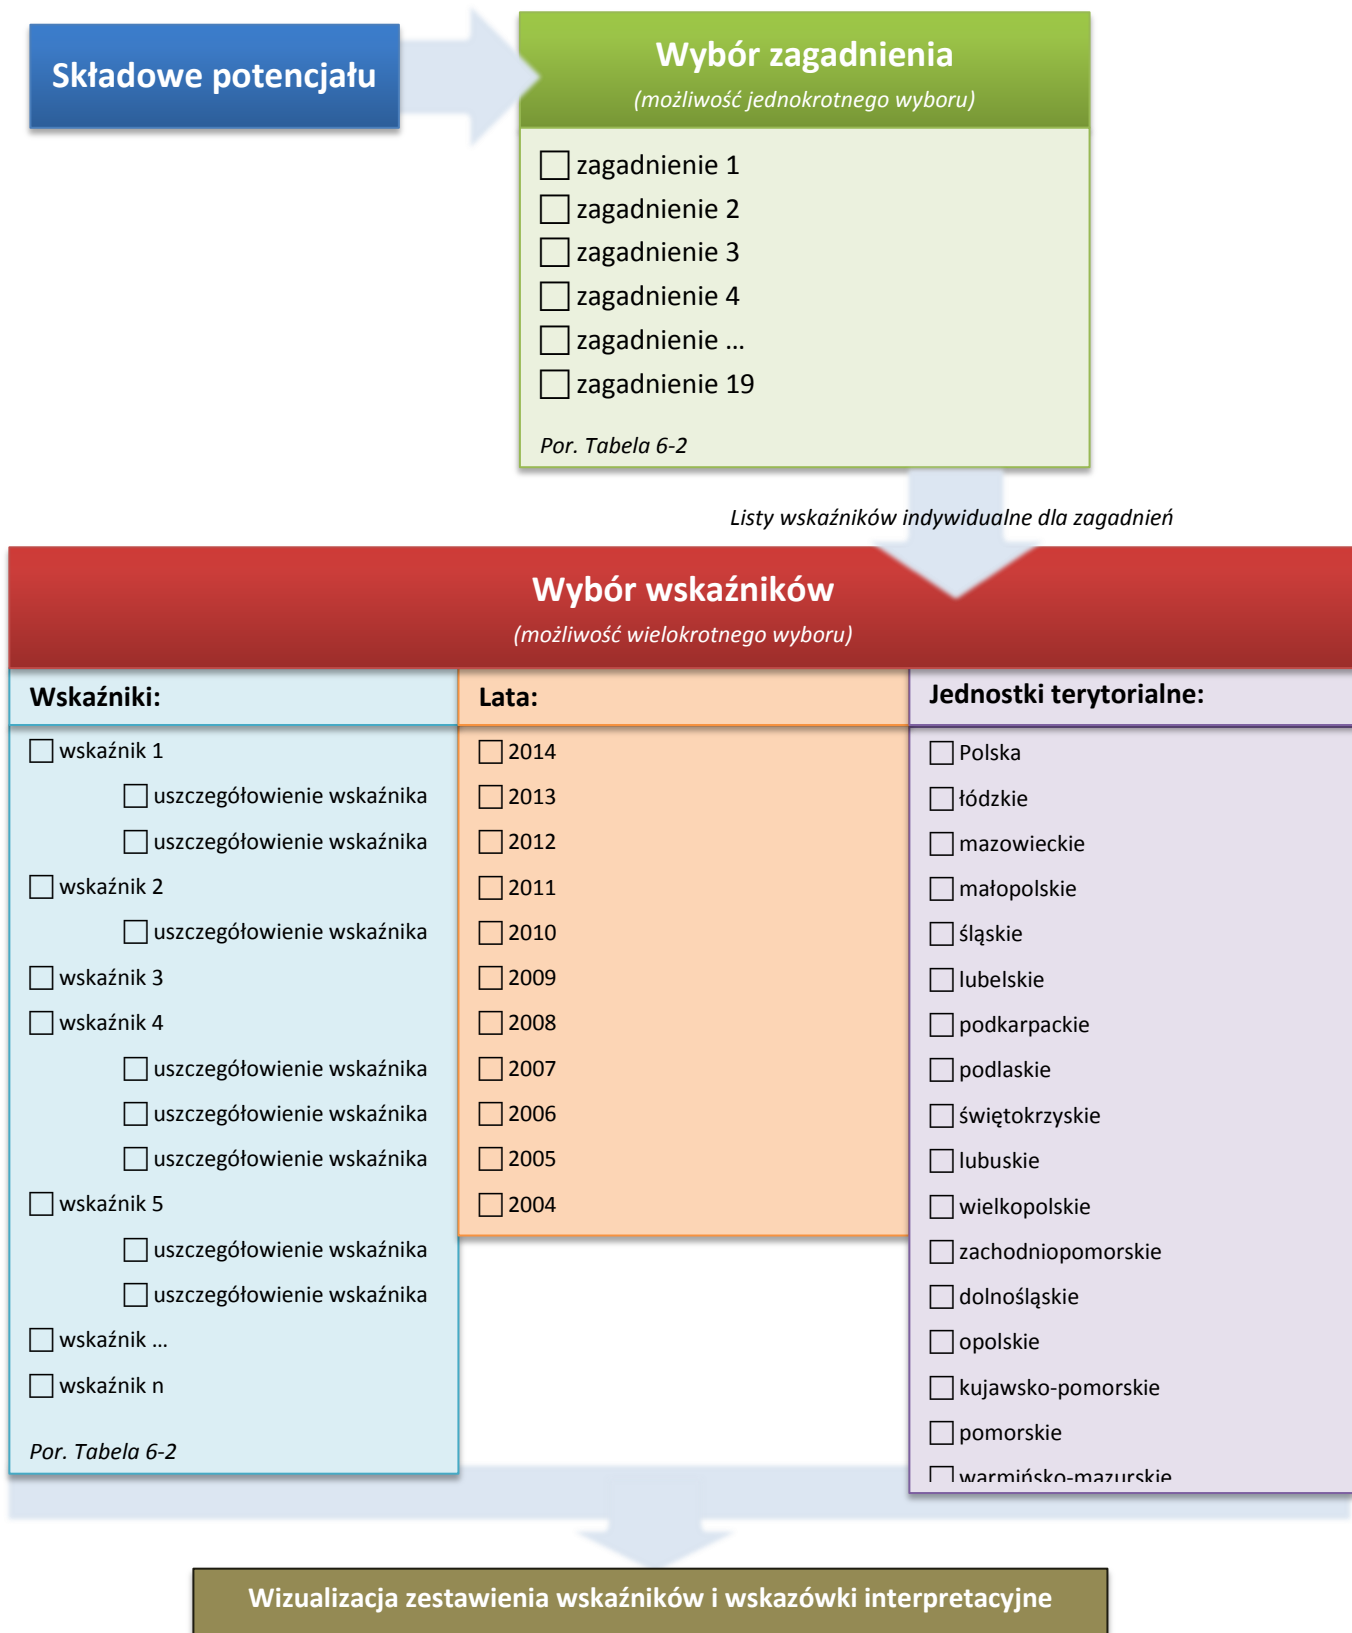 Składowe potencjału
Wybór zagadnienia
(możliwość jednokrotnego wyboru)
zagadnienie 1
zagadnienie 2
zagadnienie 3
zagadnienie 4
zagadnienie ...
zagadnienie 19
Por. Tabela 6-2
Listy wskaźników indywidualne dla zagadnień
Wybór wskaźników
(możliwość wielokrotnego wyboru)
Wskaźniki:
wskaźnik 1
uszczegółowienie wskaźnika
uszczegółowienie wskaźnika
wskaźnik 2
uszczegółowienie wskaźnika
wskaźnik 3
wskaźnik 4
uszczegółowienie wskaźnika
uszczegółowienie wskaźnika
uszczegółowienie wskaźnika
wskaźnik 5
uszczegółowienie wskaźnika
uszczegółowienie wskaźnika
wskaźnik ...
wskaźnik n
Por. Tabela 6-2
Lata:
2014
2013
2012
2011
2010
2009
2008
2007
2006
2005
2004
Jednostki terytorialne:
Polska
łódzkie
mazowieckie
małopolskie
śląskie
lubelskie
podkarpackie
podlaskie
świętokrzyskie
lubuskie
wielkopolskie
zachodniopomorskie
dolnośląskie
opolskie
kujawsko-pomorskie
pomorskie
warmińsko-mazurskie
Wizualizacja zestawienia wskaźników i wskazówki interpretacyjne